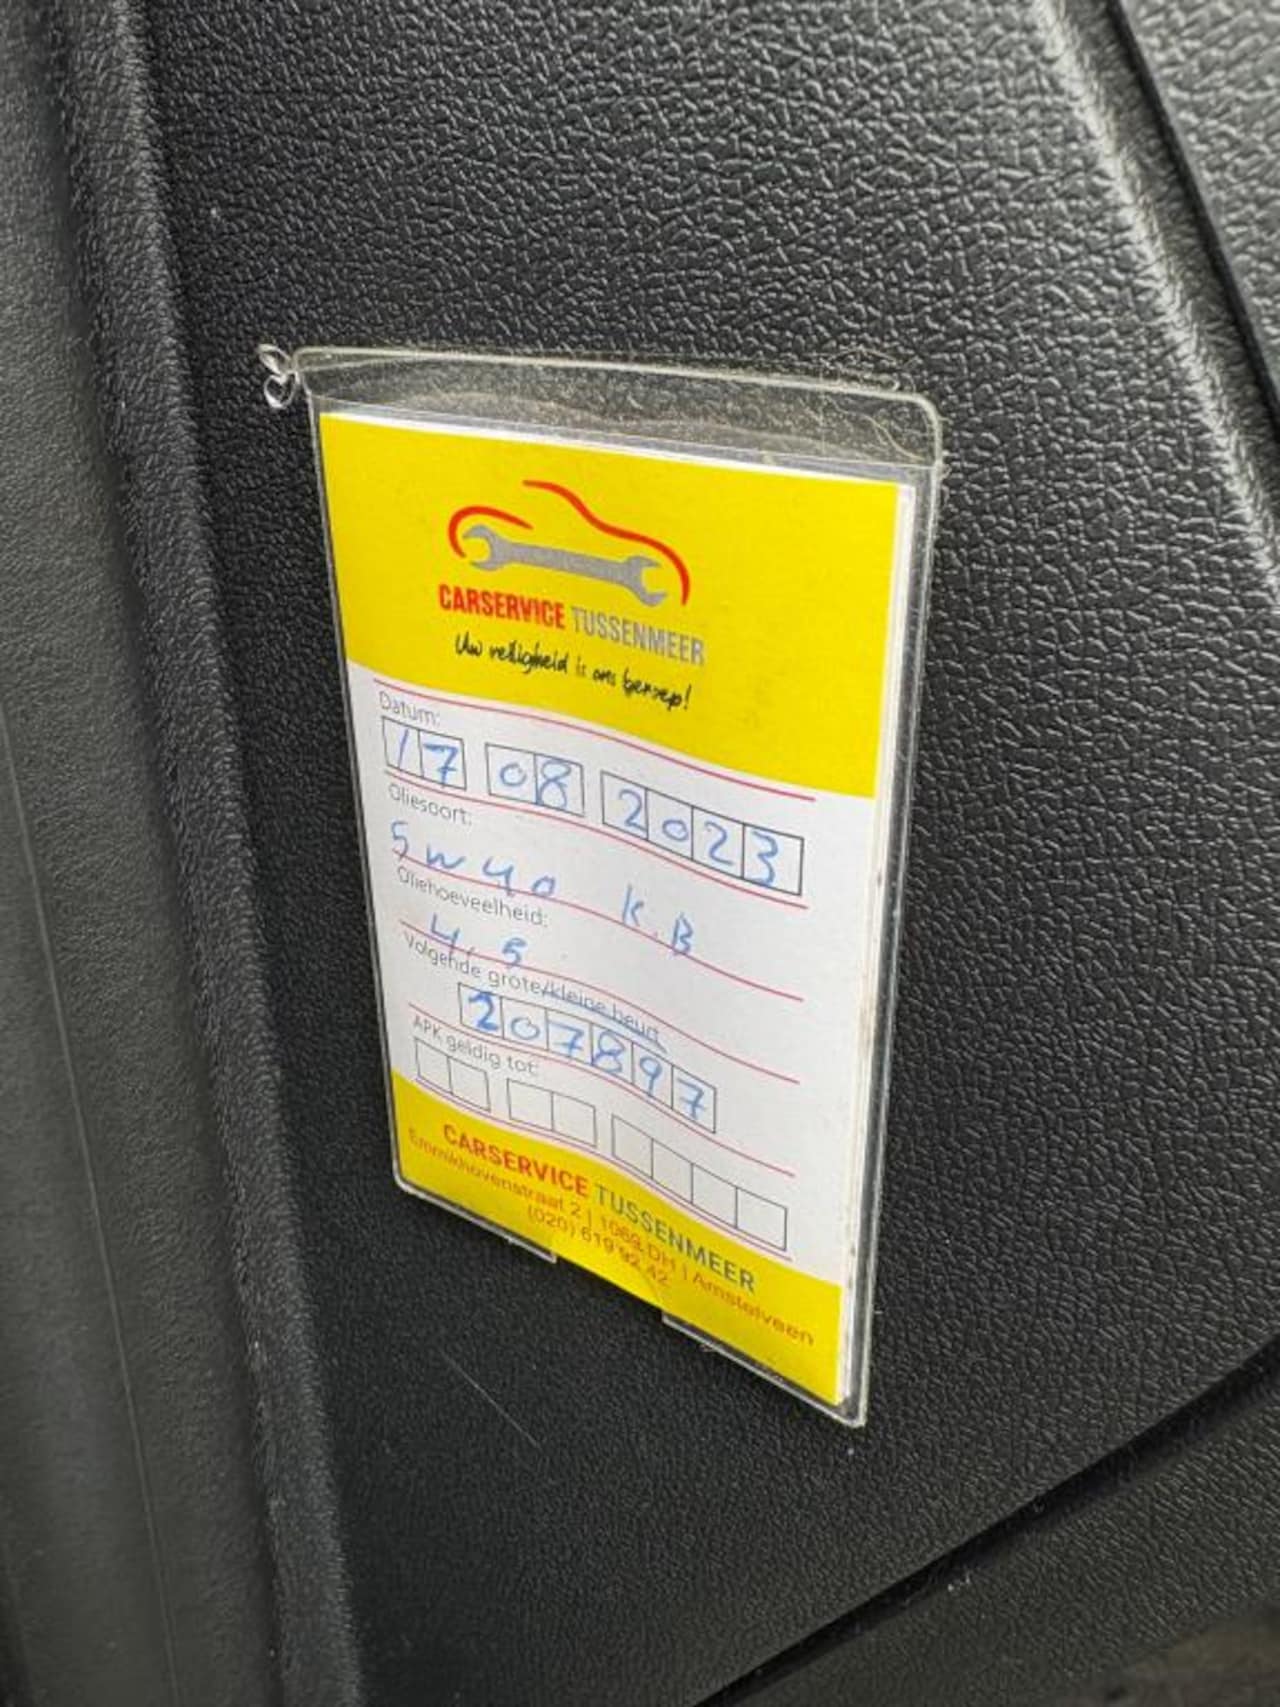 CARSERVICE TUSSENMEER
Uw veiligheid is ons beroep!
Datum:
17 08 2023
Oliesoort:
5w40 K.B
Oliehoeveelheid:
4,5
Volgende grote/kleine beurt
207897
APK geldig tot:
CARSERVICE TUSSENMEER
2 | 1069 DH | Amstelveen
(020) 619 92 42